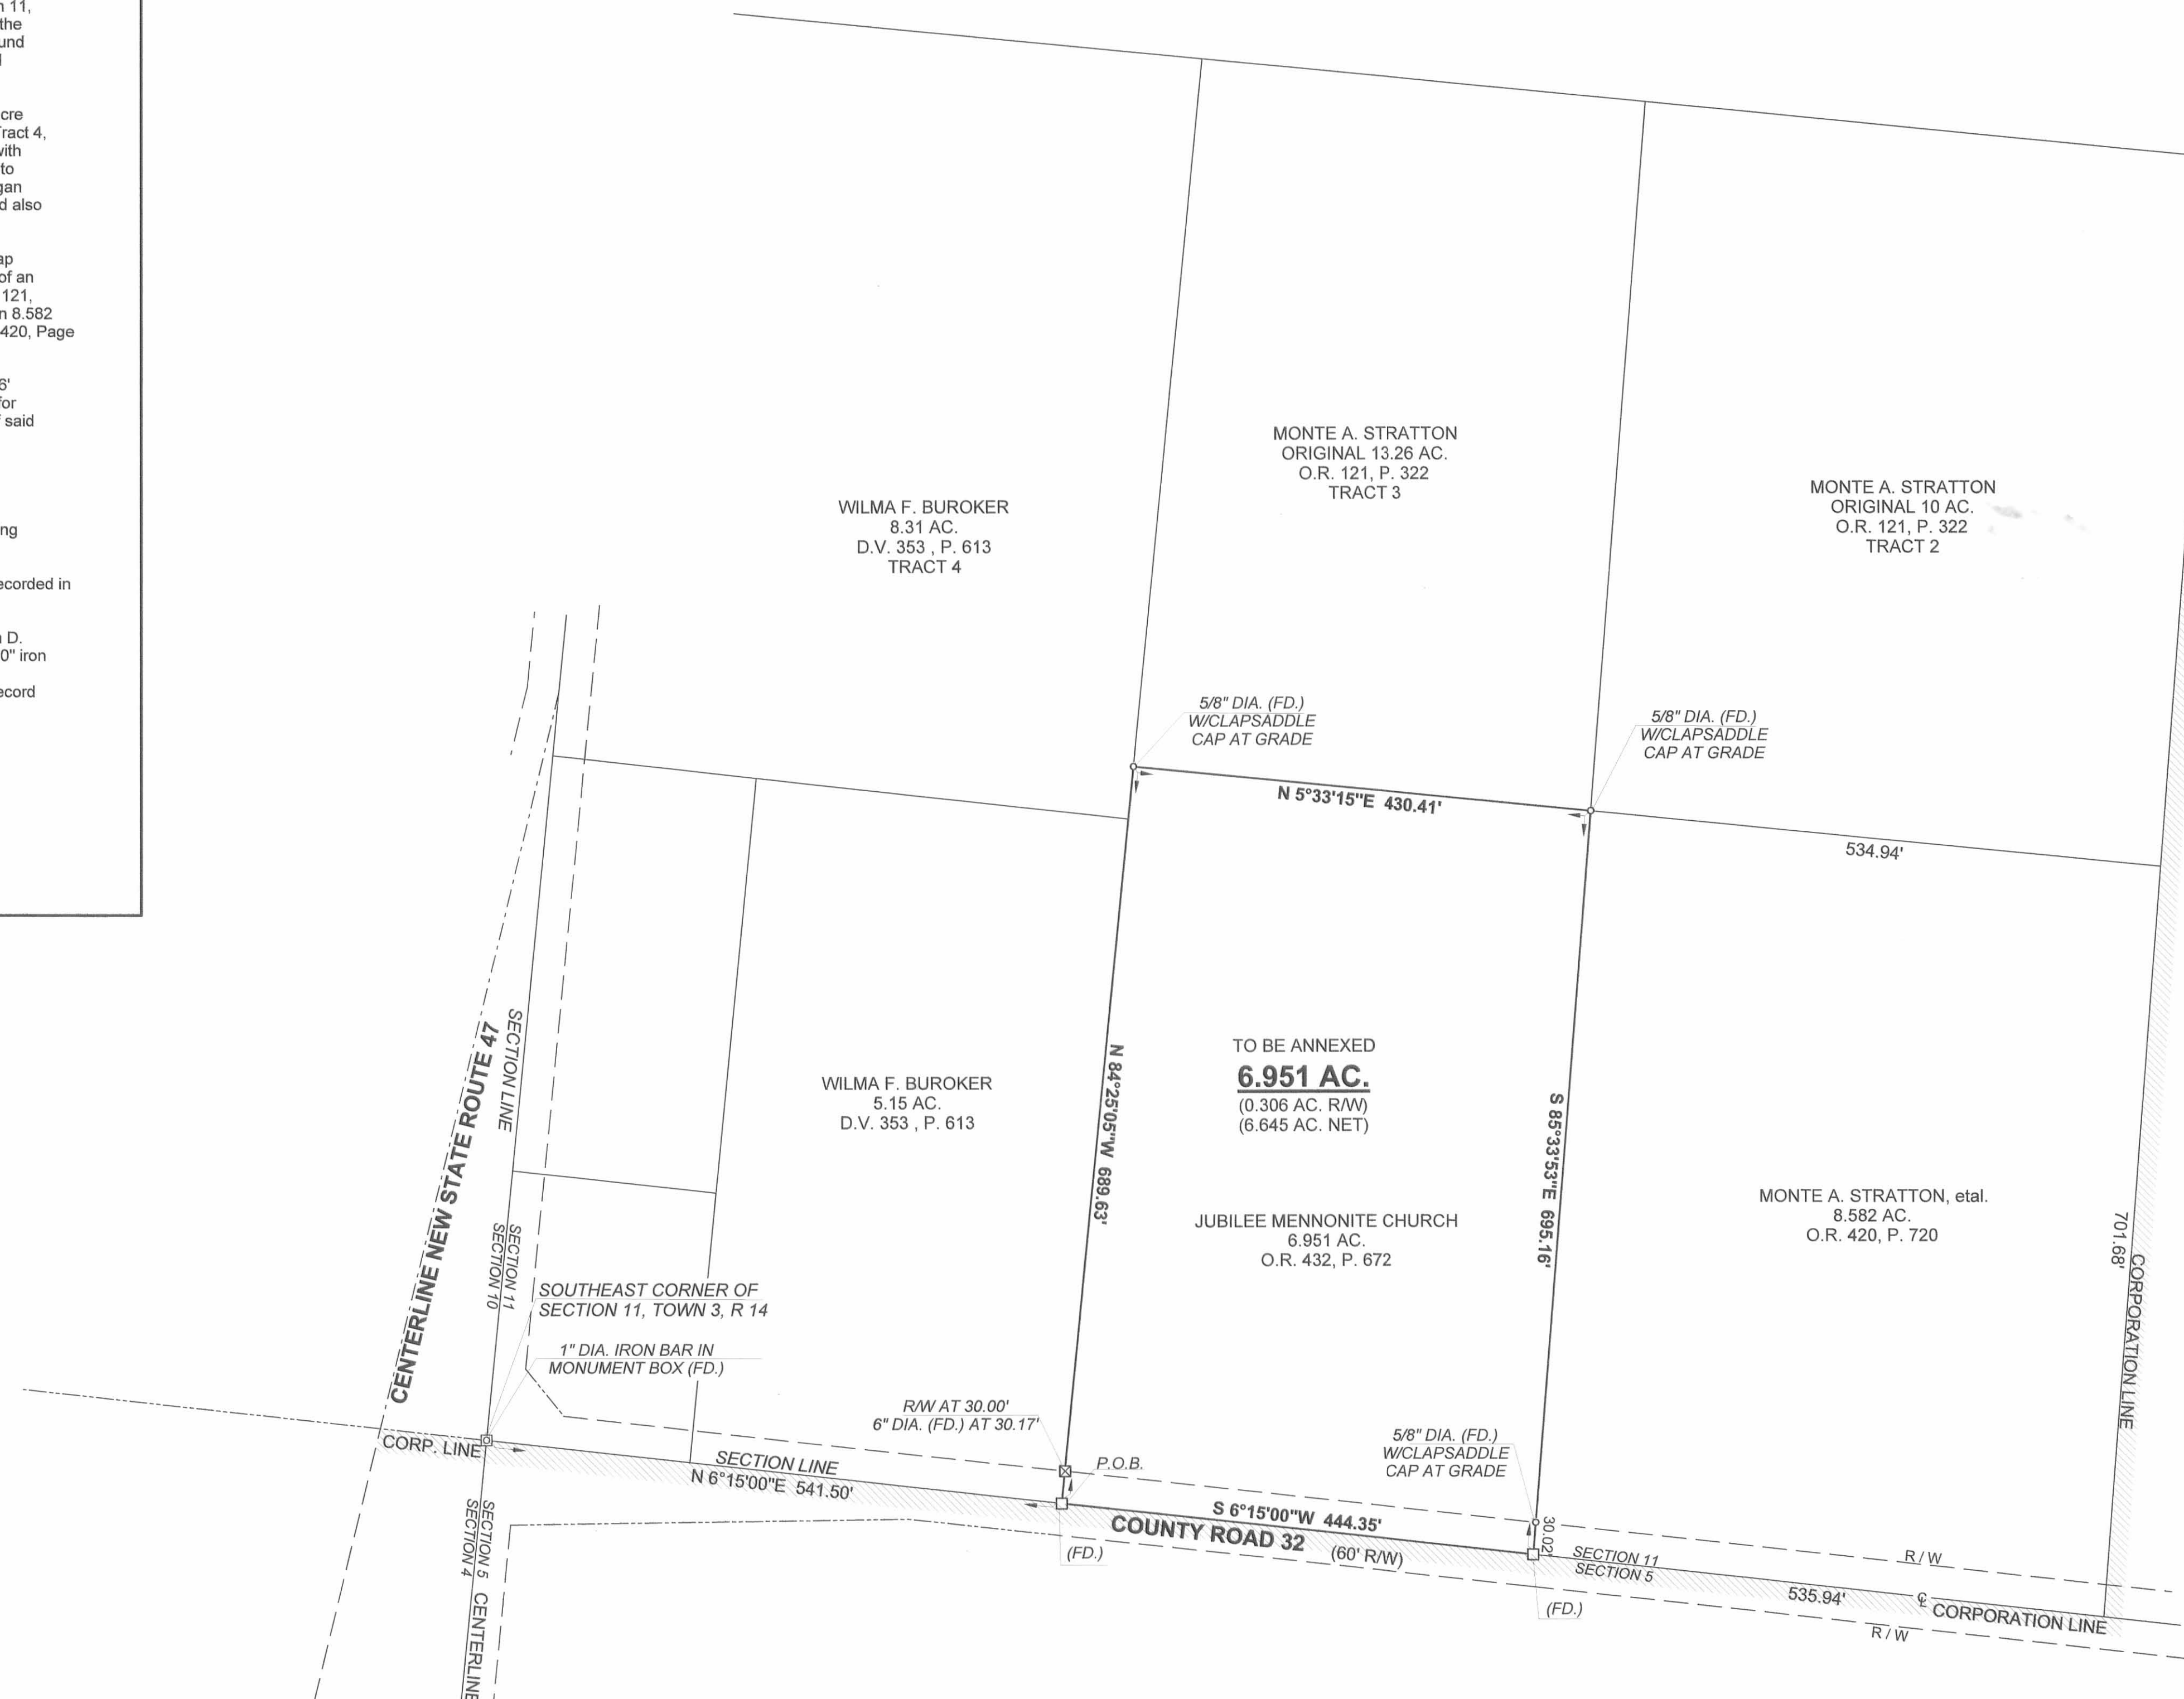 11,
the
und
cre
Tract 4,
with
to
gan
d also
ap
of an
121,
n 8.582
420, Page
6'
for
said
ng
ecorded in
D.
0" iron
ecord
MONTE A. STRATTON
ORIGINAL 13.26 AC.
O.R. 121, P. 322
TRACT 3
MONTE A. STRATTON
ORIGINAL 10 AC.
O.R. 121, P. 322
TRACT 2
WILMA F. BUROKER
8.31 AC.
D.V. 353 , P. 613
TRACT 4
5/8" DIA. (FD.)
W/CLAPSADDLE
CAP AT GRADE
5/8" DIA. (FD.)
W/CLAPSADDLE
CAP AT GRADE
N 5°33'15"E 430.41'
534.94'
CENTERLINE NEW STATE ROUTE 47
SECTION LINE
SECTION 11
SECTION 10
WILMA F. BUROKER
5.15 AC.
D.V. 353 , P. 613
N 84°25'05"W 689.63'
TO BE ANNEXED
6.951 AC.
(0.306 AC. R/W)
(6.645 AC. NET)
JUBILEE MENNONITE CHURCH
6.951 AC.
O.R. 432, P. 672
S 85°33'53"E 695.16'
MONTE A. STRATTON, etal.
8.582 AC.
O.R. 420, P. 720
701.68'
CORPORATION LINE
SOUTHEAST CORNER OF
SECTION 11, TOWN 3, R 14
1" DIA. IRON BAR IN
MONUMENT BOX (FD.)
R/W AT 30.00'
6" DIA. (FD.) AT 30.17'
5/8" DIA. (FD.)
W/CLAPSADDLE
CAP AT GRADE
P.O.B.
CORP. LINE
SECTION LINE
N 6°15'00"E 541.50'
S 6°15'00"W 444.35'
COUNTY ROAD 32 (60' R/W)
(FD.)
30.02'
SECTION 11
SECTION 5
(FD.)
R / W
535.94'
℄ CORPORATION LINE
R / W
SECTION 5
SECTION 4
CENTERLINE